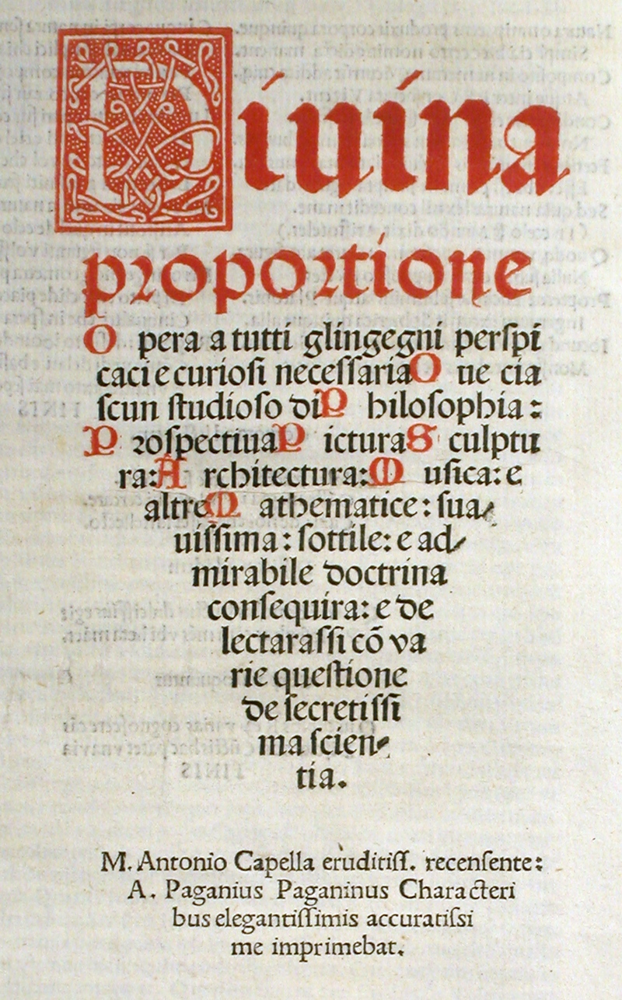 Diuina
proportione
Opera a tutti glingegni perſpi
caci e curioſi neceſſaria Oue cia
ſcun ſtudioſo di Philoſophia:
Proſpectiua Pictura Sculptu
ra: Architectura: Muſica: e
altre Mathematice: ſua⸗
uiſſima: ſottile: e ad⸗
mirabile doctrina
conſequira: e de
lectaraſſi cõ va
rie queſtione
de ſecretiſſi
ma ſcien⸗
tia.
M. Antonio Capella eruditiſſ. recenſente:
A. Paganius Paganinus Characteri
bus elegantiſſimis accuratiſsi
me imprimebat.